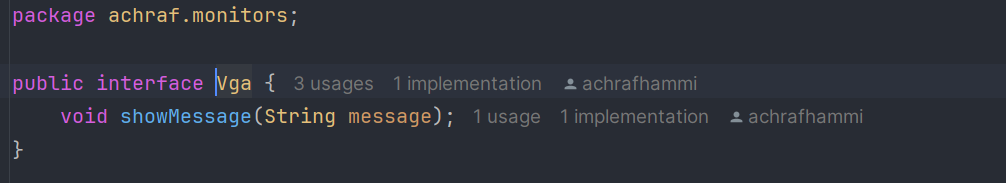 package achraf.monitors;
public interface Vga { 3 usages 1 implementation achrafhammi
void showMessage(String message); 1 usage 1 implementation achrafhammi
}